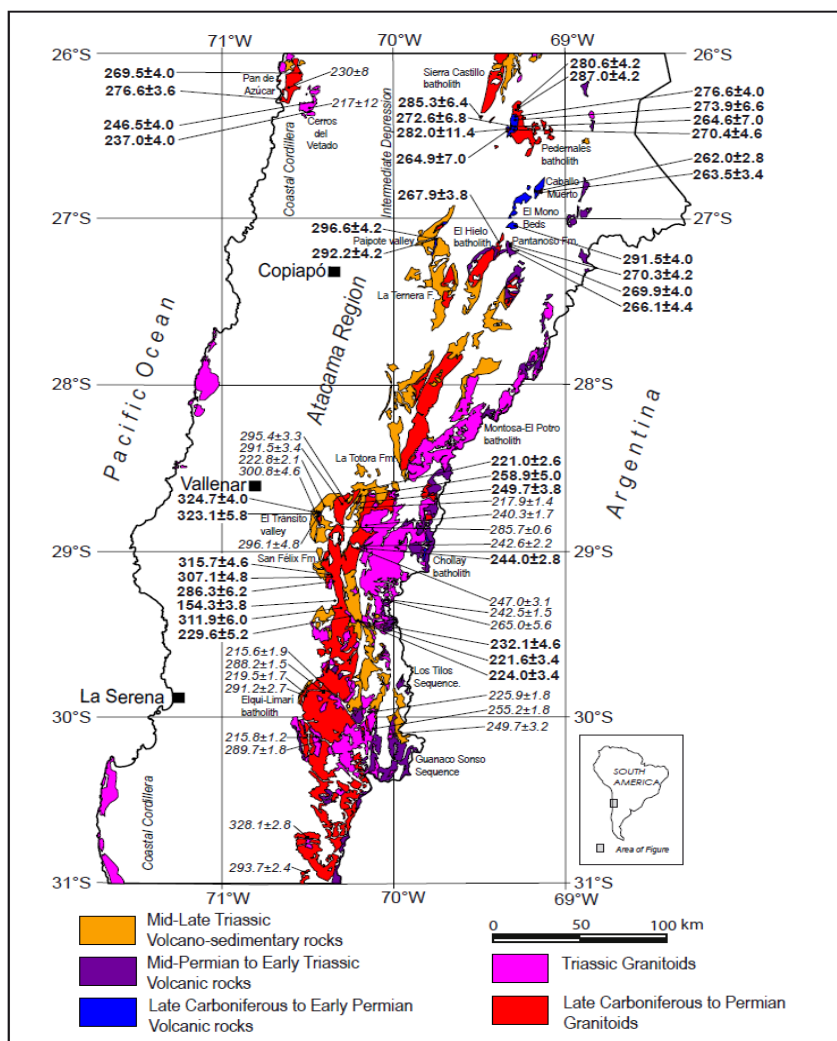 71°W
70°W
69°W
26°S
26°S
269.5±4.0
276.6±3.6
Pan de
Azúcar
230±8
217±12
246.5±4.0
237.0±4.0
Cerros
del
Vetado
Coastal Cordillera
Intermediate Depression
Sierra Castillo
batholith
280.6±4.2
287.0±4.2
285.3±6.4
272.6±6.8
282.0±11.4
264.9±7.0
276.6±4.0
273.9±6.6
264.6±7.0
270.4±4.6
Pedernales
batholith
262.0±2.8
263.5±3.4
Caballo
Muerto
267.9±3.8
El Mono
Beds
27°S
27°S
296.6±4.2
292.2±4.2
Paipote valley
El Hielo
batholith
Pantanoso Fm.
291.5±4.0
270.3±4.2
269.9±4.0
266.1±4.4
Copiapó
La Ternera F.
Pacific Ocean
Atacama Region
Argentina
28°S
28°S
Montosa-El Potro
batholith
La Totora Fm
295.4±3.3
291.5±3.4
222.8±2.1
300.8±4.6
Vallenar
324.7±4.0
323.1±5.8
El Tránsito
valley
296.1±4.8
221.0±2.6
258.9±5.0
249.7±3.8
217.9±1.4
240.3±1.7
285.7±0.6
242.6±2.2
244.0±2.8
29°S
29°S
San Félix Fm
Chollay
batholith
315.7±4.6
307.1±4.8
286.3±6.2
154.3±3.8
311.9±6.0
229.6±5.2
247.0±3.1
242.5±1.5
265.0±5.6
232.1±4.6
221.6±3.4
224.0±3.4
215.6±1.9
288.2±1.5
219.5±1.7
291.2±2.7
Elqui-Limarí
batholith
Los Tilos
Sequence.
225.9±1.8
255.2±1.8
249.7±3.2
La Serena
30°S
30°S
215.8±1.2
289.7±1.8
Guanaco Sonso
Sequence
Coastal Cordillera
328.1±2.8
293.7±2.4
SOUTH
AMERICA
Area of Figure
31°S
31°S
71°W
70°W
69°W
Mid-Late Triassic
Volcano-sedimentary rocks
Mid-Permian to Early Triassic
Volcanic rocks
Late Carboniferous to Early Permian
Volcanic rocks
0 50 100 km
Triassic Granitoids
Late Carboniferous to Permian
Granitoids